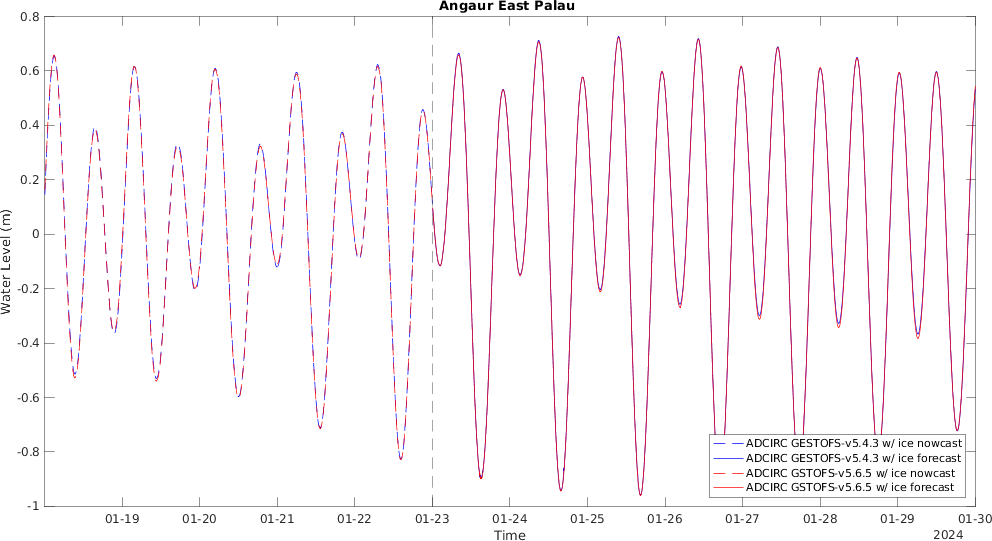 Angaur East Palau
0.8
0.6
0.4
0.2
0
-0.2
-0.4
-0.6
-0.8
-1
Water Level (m)
ADCIRC GESTOFS-v5.4.3 w/ ice nowcast
ADCIRC GESTOFS-v5.4.3 w/ ice forecast
ADCIRC GSTOFS-v5.6.5 w/ ice nowcast
ADCIRC GSTOFS-v5.6.5 w/ ice forecast
01-19 01-20 01-21 01-22 01-23 01-24 01-25 01-26 01-27 01-28 01-29 01-30
Time
2024